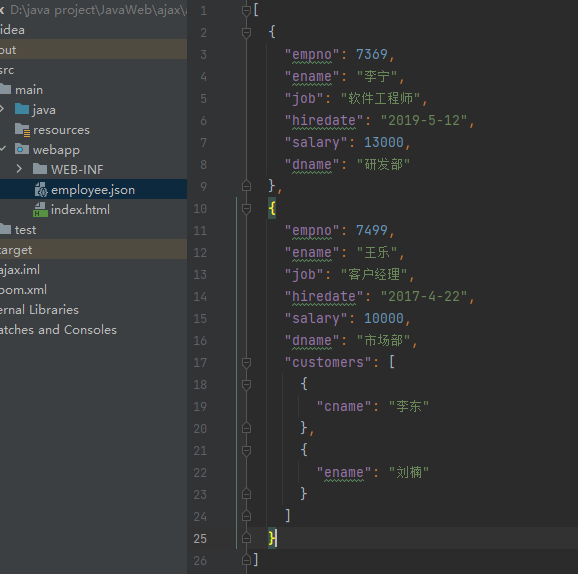 D:\java project\JavaWeb\ajax\
idea
out
src
main
java
resources
webapp
WEB-INF
employee.json
index.html
test
target
ajax.iml
pom.xml
ernal Libraries
ratches and Consoles
1 [
2 {
3 "empno": 7369,
4 "ename": "李宁",
5 "job": "软件工程师",
6 "hiredate": "2019-5-12",
7 "salary": 13000,
8 "dname": "研发部"
9 },
10 {
11 "empno": 7499,
12 "ename": "王乐",
13 "job": "客户经理",
14 "hiredate": "2017-4-22",
15 "salary": 10000,
16 "dname": "市场部",
17 "customers": [
18 {
19 "cname": "李东"
20 },
21 {
22 "ename": "刘楠"
23 }
24 ]
25 }
26 ]